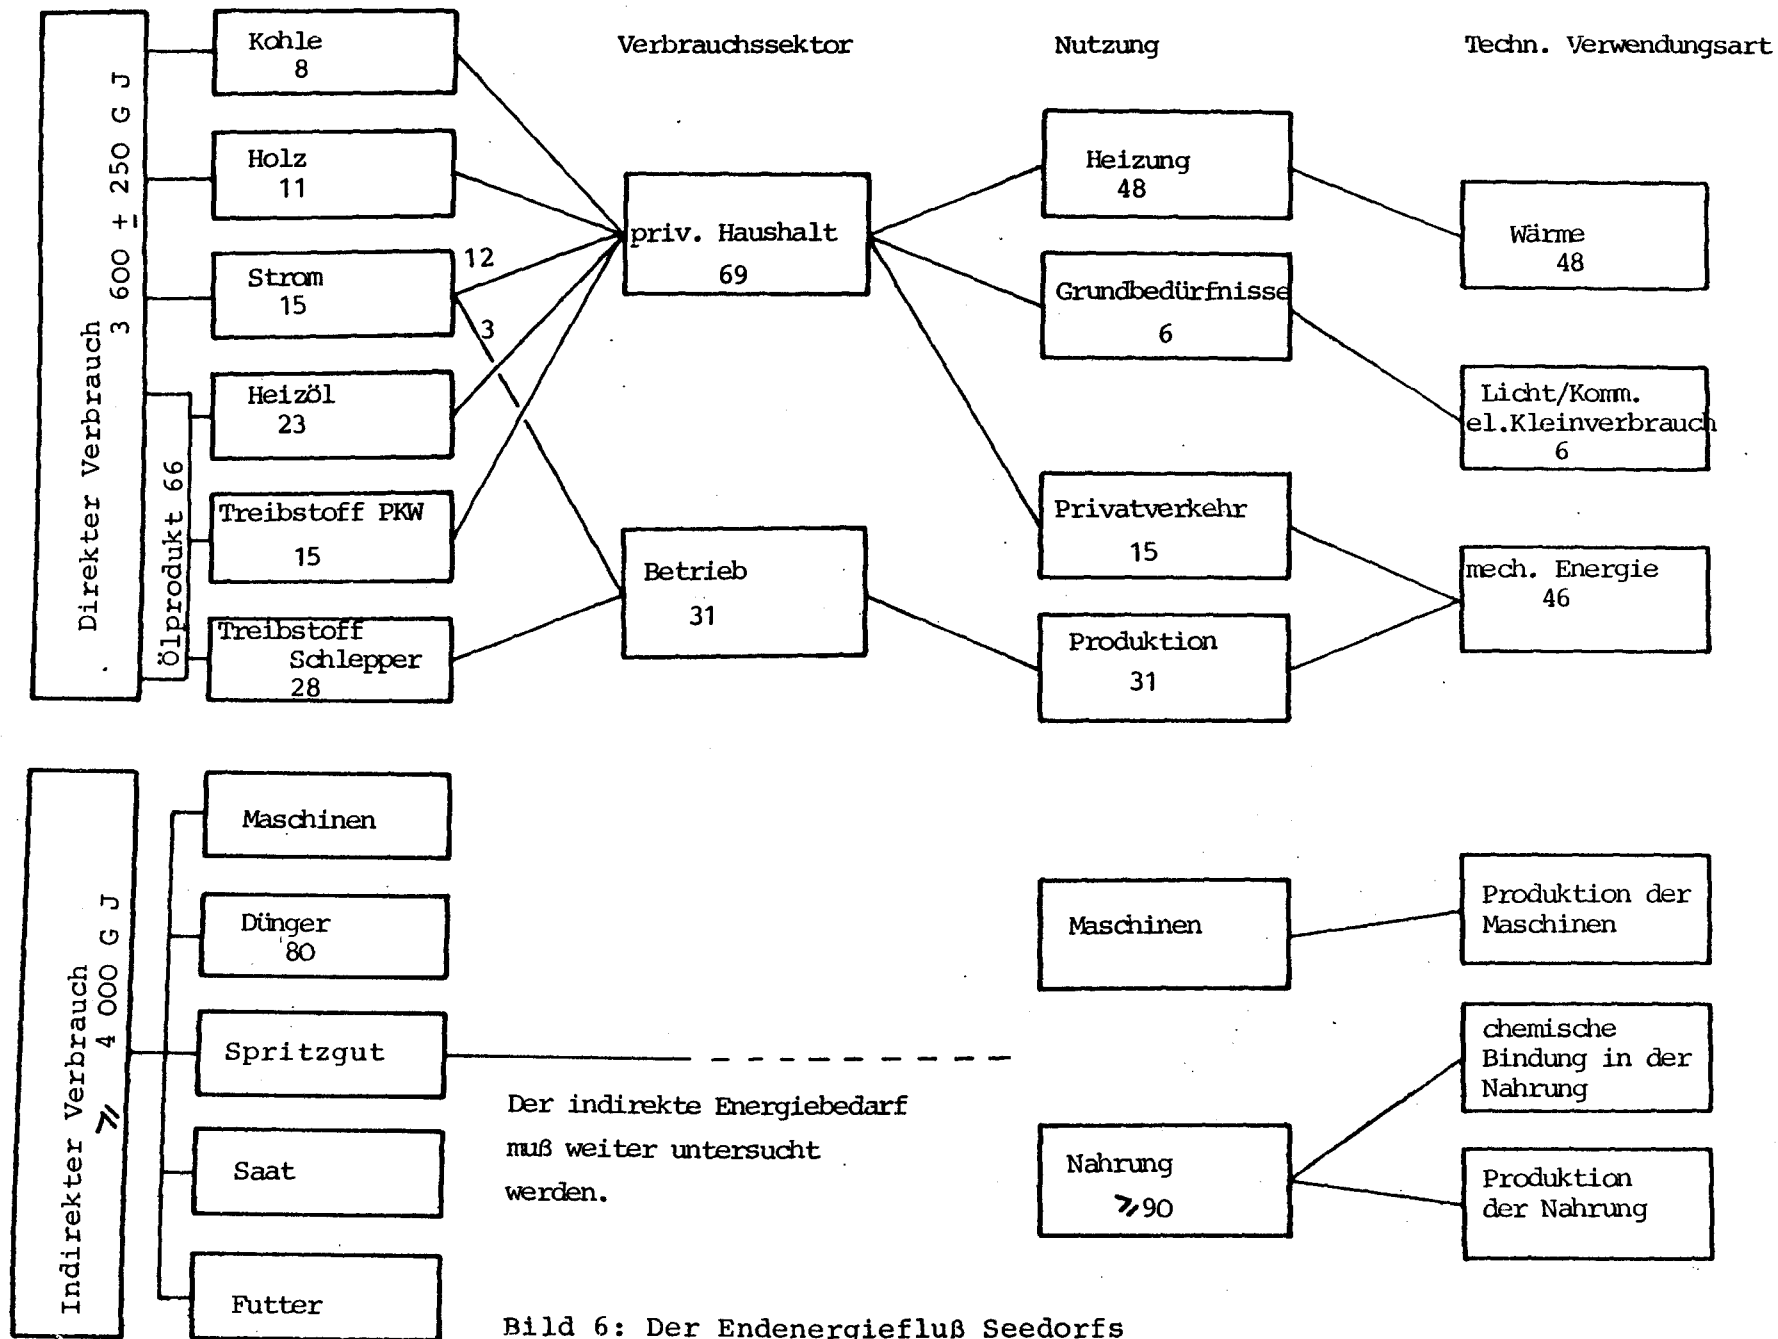 Verbrauchssektor
Nutzung
Techn. Verwendungsart
Direkter Verbrauch
3 600 ± 250 G J
Kohle
8
Holz
11
Strom
15
12
3
Ölprodukt 66
Heizöl
23
Treibstoff PKW
15
Treibstoff
Schlepper
28
priv. Haushalt
69
Betrieb
31
Heizung
48
Grundbedürfnisse
6
Privatverkehr
15
Produktion
31
Wärme
48
Licht/Komm.
el.Kleinverbrauch
6
mech. Energie
46
Indirekter Verbrauch
⩾ 4 000 G J
Maschinen
Dünger
80
Spritzgut
Saat
Futter
Der indirekte Energiebedarf
muß weiter untersucht
werden.
Maschinen
Nahrung
⩾90
Produktion der
Maschinen
chemische
Bindung in der
Nahrung
Produktion
der Nahrung
Bild 6: Der Endenergiefluß Seedorfs